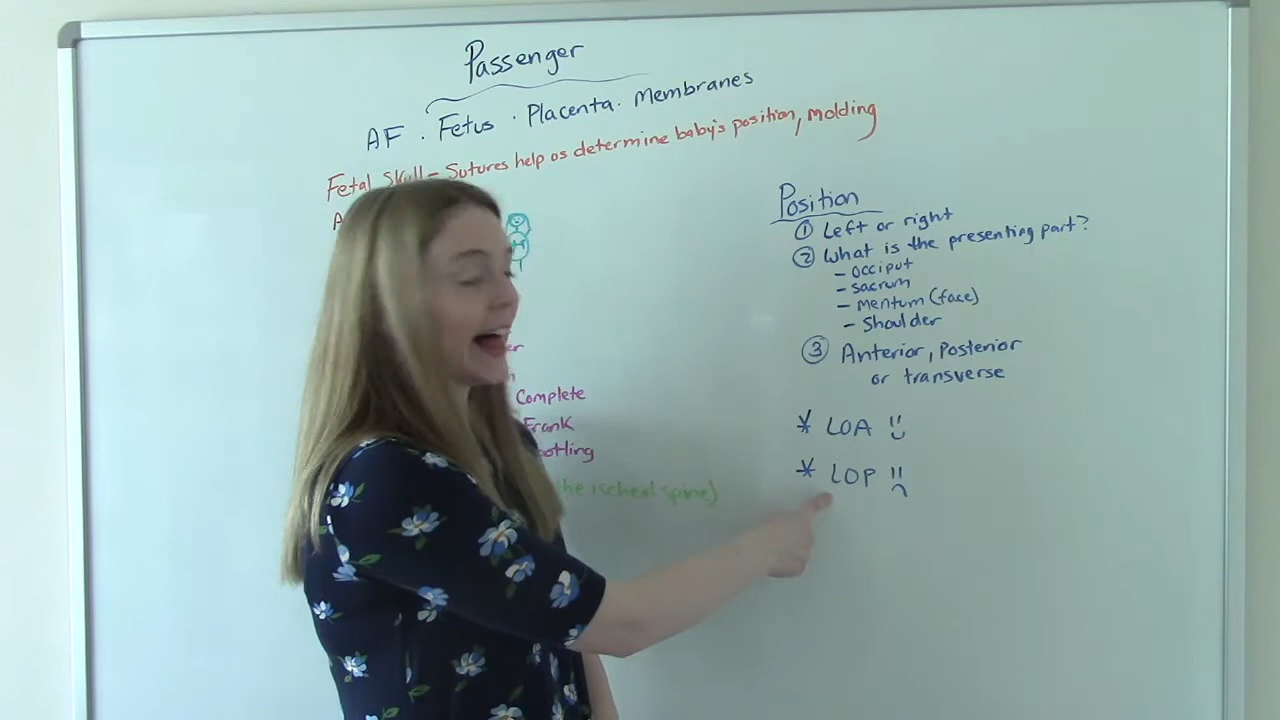 Passenger
AF . Fetus . Placenta . Membranes
Fetal Skull - Sutures help us determine baby's position, molding
Complete
Frank
ischeal spine)
Position
① Left or right
② What is the presenting part?
- occiput
- sacrum
- mentum (face)
- Shoulder
③ Anterior, posterior
or transverse
* LOA
* LOP